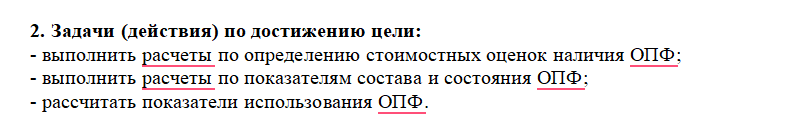 2. Задачи (действия) по достижению цели:
- выполнить расчеты по определению стоимостных оценок наличия ОПФ;
- выполнить расчеты по показателям состава и состояния ОПФ;
- рассчитать показатели использования ОПФ.